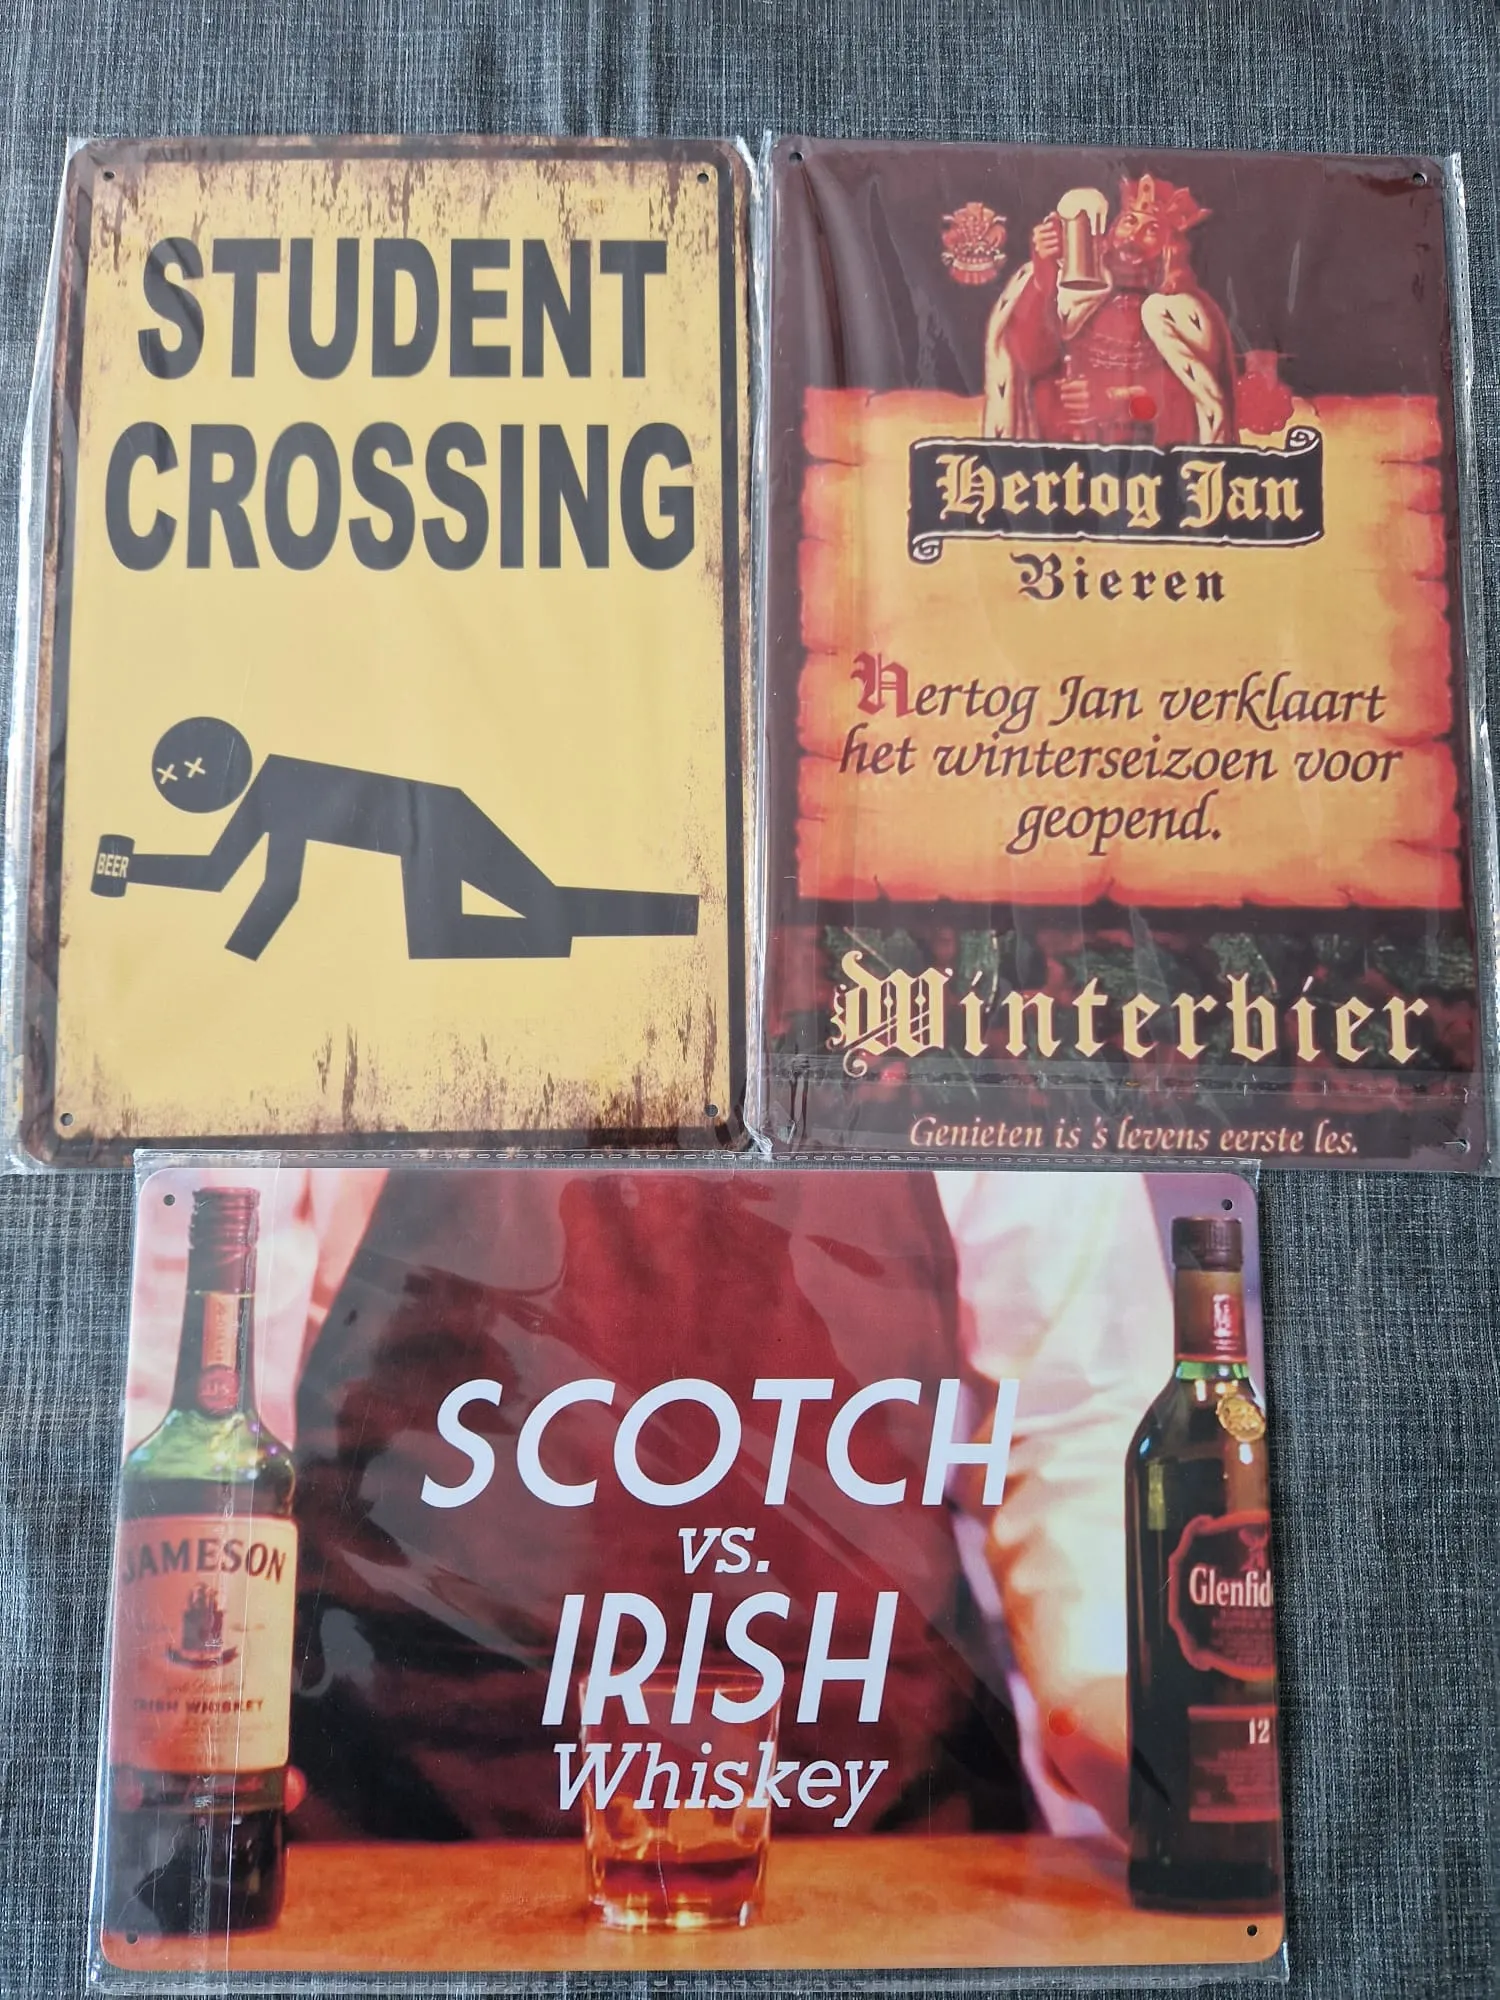 STUDENT
CROSSING
BEER
Hertog Jan
Bieren
Hertog Jan verklaart
het winterseizoen voor
geopend.
Winterbier
Genieten is 's levens eerste les.
SCOTCH
vs.
IRISH
Whiskey
JAMESON
IRISH WHISKEY
Glenfid
12